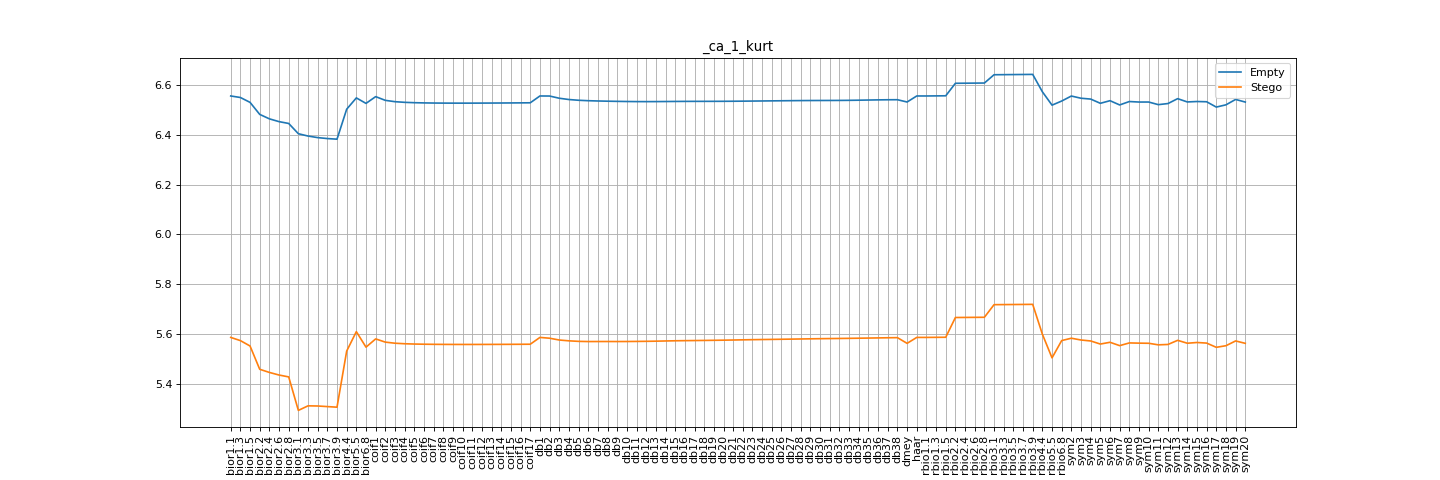 _ca_1_kurt
6.6
6.4
6.2
6.0
5.8
5.6
5.4
Empty
Stego
bior1.1
bior1.3
bior1.5
bior2.2
bior2.4
bior2.6
bior2.8
bior3.1
bior3.3
bior3.5
bior3.7
bior3.9
bior4.4
bior5.5
bior6.8
coif1
coif2
coif3
coif4
coif5
coif6
coif7
coif8
coif9
coif10
coif11
coif12
coif13
coif14
coif15
coif16
coif17
db1
db2
db3
db4
db5
db6
db7
db8
db9
db10
db11
db12
db13
db14
db15
db16
db17
db18
db19
db20
db21
db22
db23
db24
db25
db26
db27
db28
db29
db30
db31
db32
db33
db34
db35
db36
db37
db38
dmey
haar
rbio1.1
rbio1.3
rbio1.5
rbio2.2
rbio2.4
rbio2.6
rbio2.8
rbio3.1
rbio3.3
rbio3.5
rbio3.7
rbio3.9
rbio4.4
rbio5.5
rbio6.8
sym2
sym3
sym4
sym5
sym6
sym7
sym8
sym9
sym10
sym11
sym12
sym13
sym14
sym15
sym16
sym17
sym18
sym19
sym20